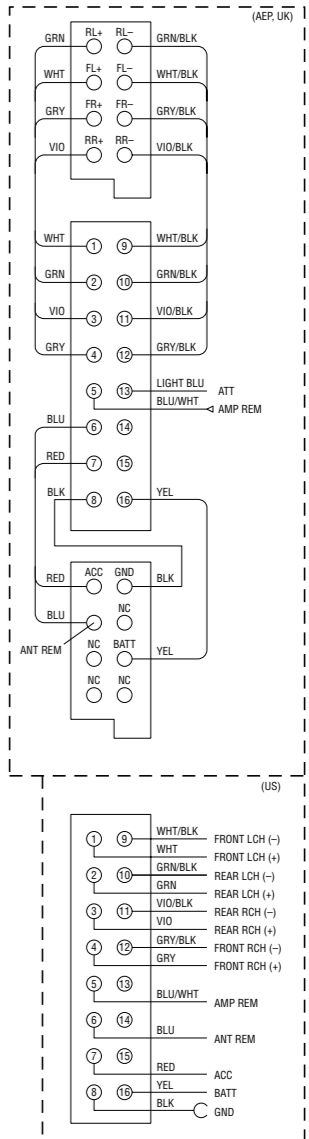 (AEP, UK)
RL+ RL–
GRN GRN/BLK
FL+ FL–
WHT WHT/BLK
FR+ FR–
GRY GRY/BLK
RR+ RR–
VIO VIO/BLK
WHT 1 9 WHT/BLK
GRN 2 10 GRN/BLK
VIO 3 11 VIO/BLK
GRY 4 12 GRY/BLK
5 13 LIGHT BLU ATT
BLU/WHT AMP REM
BLU 6 14
RED 7 15
BLK 8 16 YEL
ACC GND
RED BLK
NC
BLU
ANT REM
NC BATT
YEL
NC NC
(US)
1 9 WHT/BLK FRONT LCH (–)
WHT FRONT LCH (+)
2 10 GRN/BLK REAR LCH (–)
GRN REAR LCH (+)
3 11 VIO/BLK REAR RCH (–)
VIO REAR RCH (+)
4 12 GRY/BLK FRONT RCH (–)
GRY FRONT RCH (+)
5 13
BLU/WHT AMP REM
6 14
BLU ANT REM
7 15
RED ACC
8 16 YEL BATT
BLK GND